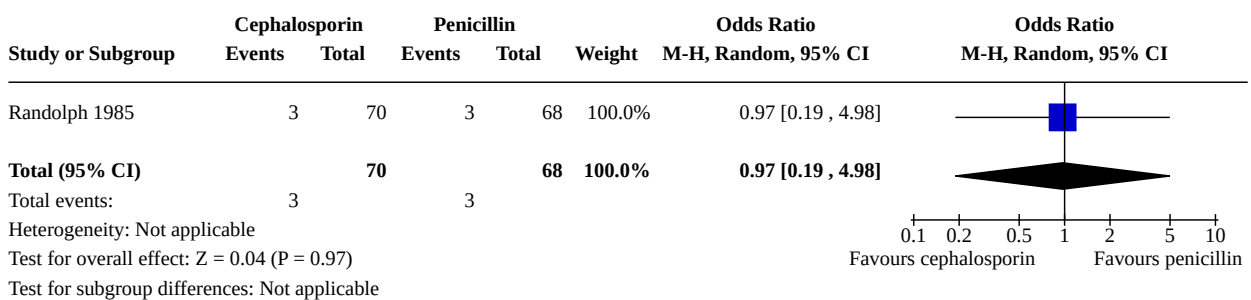 Cephalosporin Penicillin Odds Ratio Odds Ratio
Study or Subgroup Events Total Events Total Weight M-H, Random, 95% CI M-H, Random, 95% CI
Randolph 1985 3 70 3 68 100.0% 0.97 [0.19 , 4.98]
Total (95% CI) 70 68 100.0% 0.97 [0.19 , 4.98]
Total events: 3 3
Heterogeneity: Not applicable
0.1 0.2 0.5 1 2 5 10
Test for overall effect: Z = 0.04 (P = 0.97)
Favours cephalosporin Favours penicillin
Test for subgroup differences: Not applicable